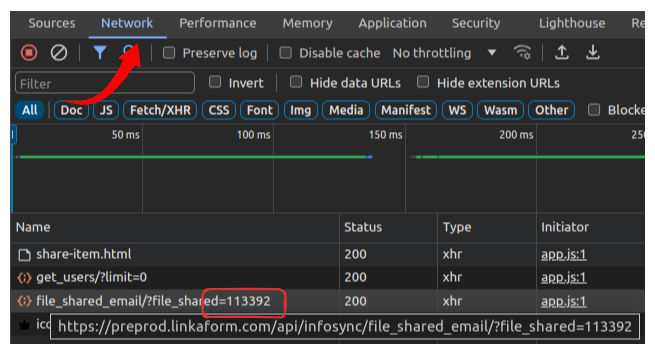 Sources Network Performance Memory Application Security Lighthouse Re
Preserve log Disable cache No throttling
Filter Invert Hide data URLs Hide extension URLs
All Doc JS Fetch/XHR CSS Font Img Media Manifest WS Wasm Other Blocke
50 ms 100 ms 150 ms 200 ms 25
Name Status Type Initiator
share-item.html 200 xhr app.js:1
get_users/?limit=0 200 xhr app.js:1
file_shared_email/?file_shared=113392 200 xhr app.js:1
ico https://preprod.linkaform.com/api/infosync/file_shared_email/?file_shared=113392